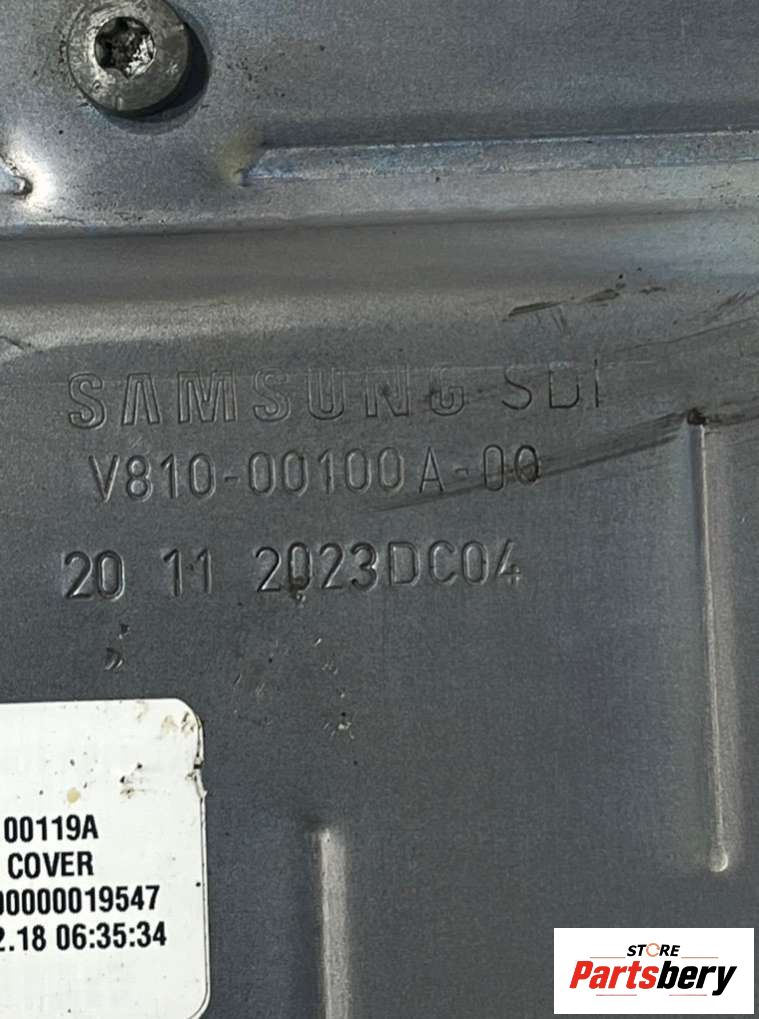 SAMSUNG SDI
V810-00100A-00
20 11 2023DC04
00119A
COVER
00000019547
2.18 06:35:34
STORE
Partsbery